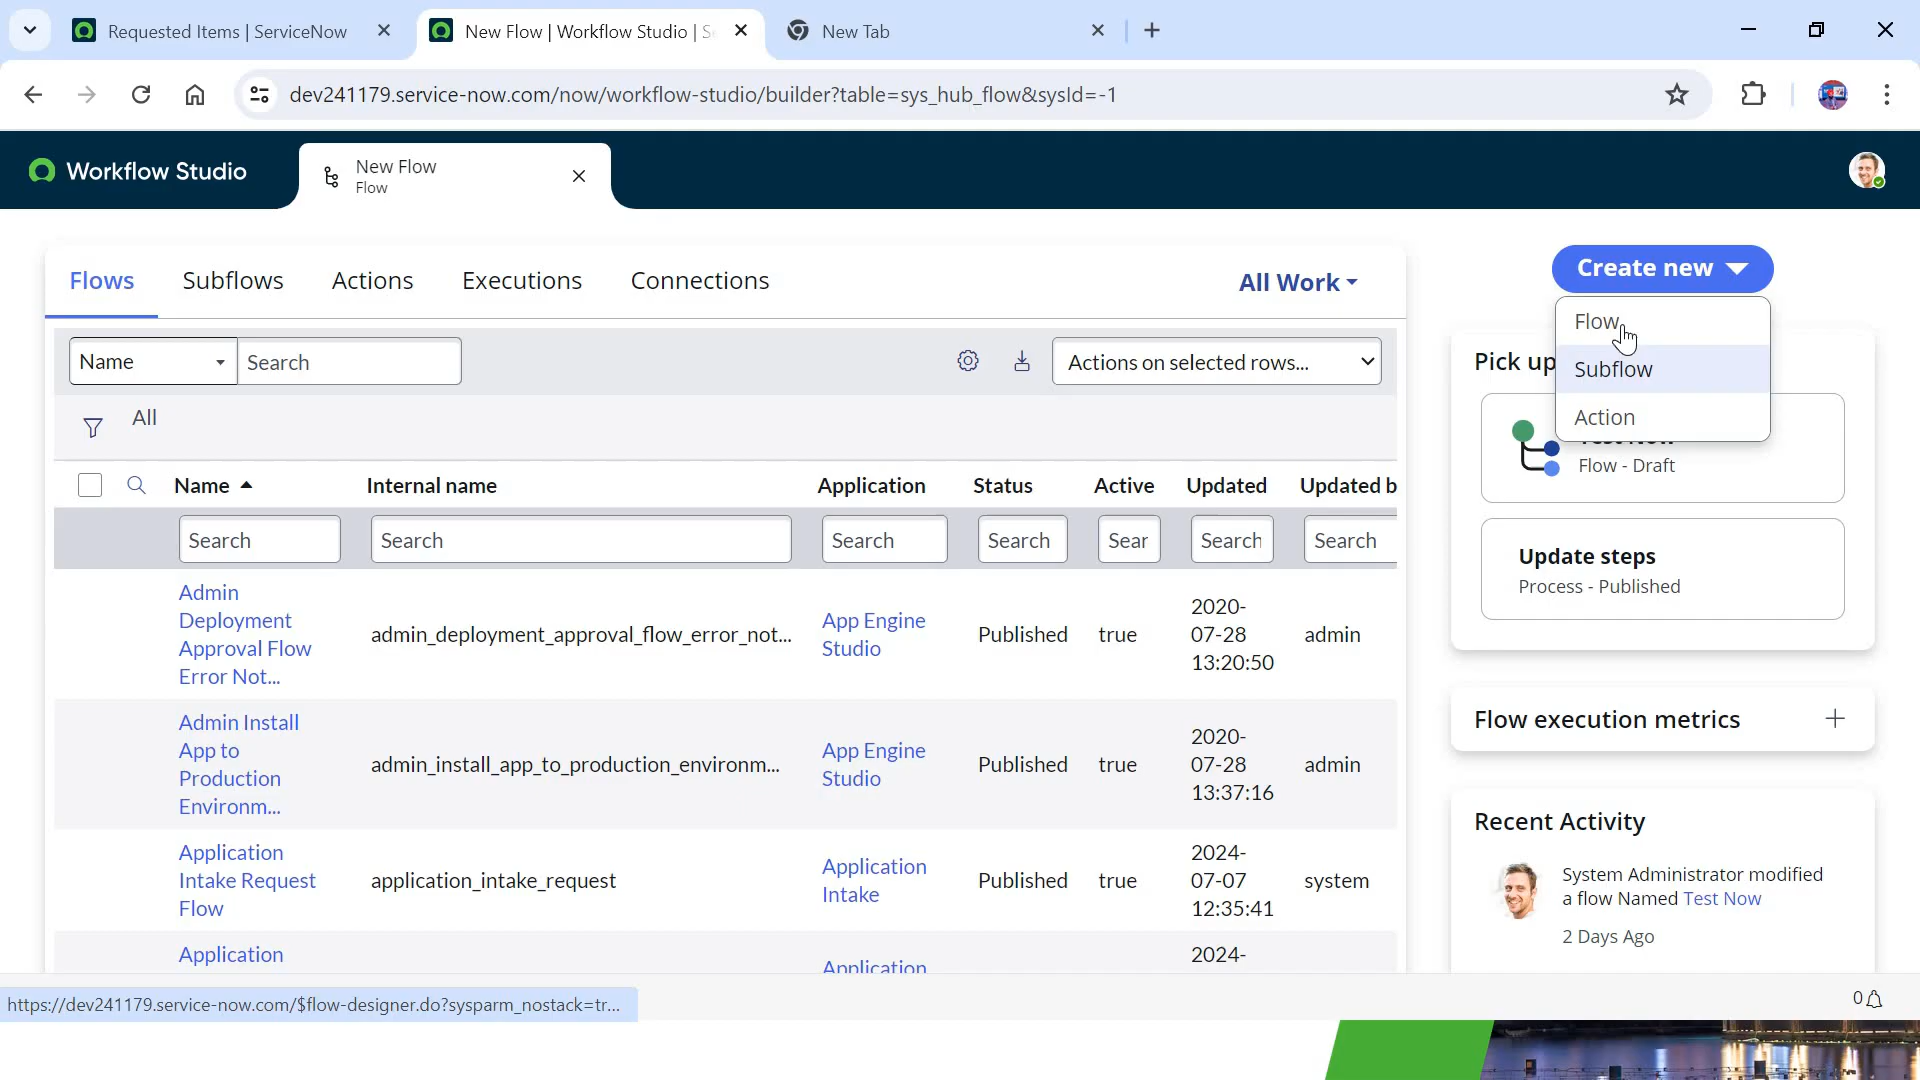 Requested Items | ServiceNow
New Flow | Workflow Studio | S
New Tab
dev241179.service-now.com/now/workflow-studio/builder?table=sys_hub_flow&sysId=-1
Workflow Studio
New Flow
Flow
Flows
Subflows
Actions
Executions
Connections
All Work
Create new
Flow
Subflow
Action
Name
Search
Actions on selected rows...
All
Name
Internal name
Application
Status
Active
Updated
Updated b
Search
Search
Search
Search
Sear
Search
Search
Admin
Deployment
Approval Flow
Error Not...
admin_deployment_approval_flow_error_not...
App Engine
Studio
Published
true
2020-
07-28
13:20:50
admin
Admin Install
App to
Production
Environm...
admin_install_app_to_production_environm...
App Engine
Studio
Published
true
2020-
07-28
13:37:16
admin
Application
Intake Request
Flow
application_intake_request
Application
Intake
Published
true
2024-
07-07
12:35:41
system
Application
Application
2024-
Pick up
Test Now
Flow - Draft
Update steps
Process - Published
Flow execution metrics
Recent Activity
System Administrator modified
a flow Named Test Now
2 Days Ago
https://dev241179.service-now.com/$flow-designer.do?sysparm_nostack=tr...
0